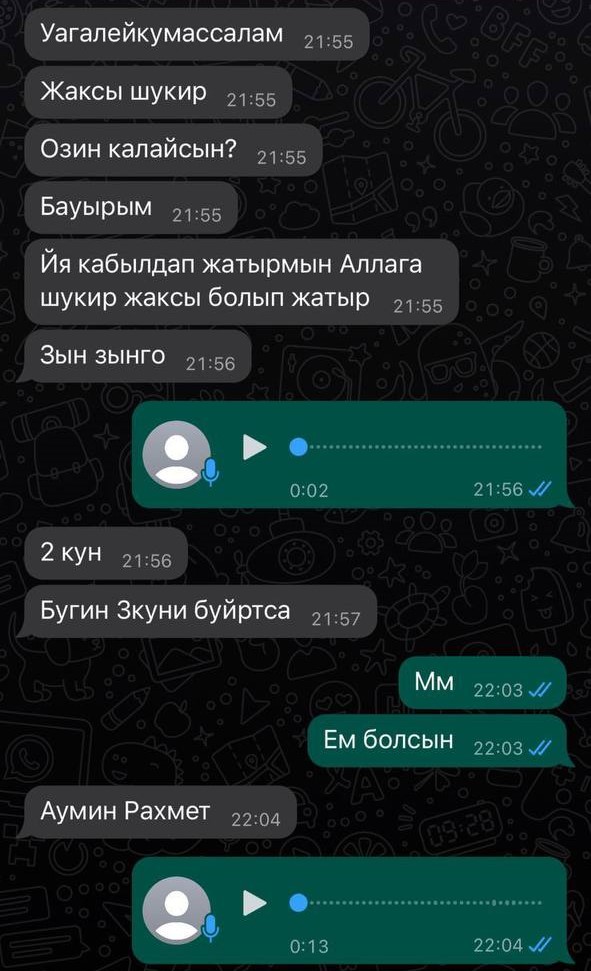 Уагалейкумассалам 21:55
Жаксы шукир 21:55
Озин калайсын? 21:55
Бауырым 21:55
Йя кабылдап жатырмын Аллага
шукир жаксы болып жатыр 21:55
Зын зынго 21:56
0:02 21:56
2 кун 21:56
Бугин 3куни буйртса 21:57
Мм 22:03
Ем болсын 22:03
Аумин Рахмет 22:04
0:13 22:04